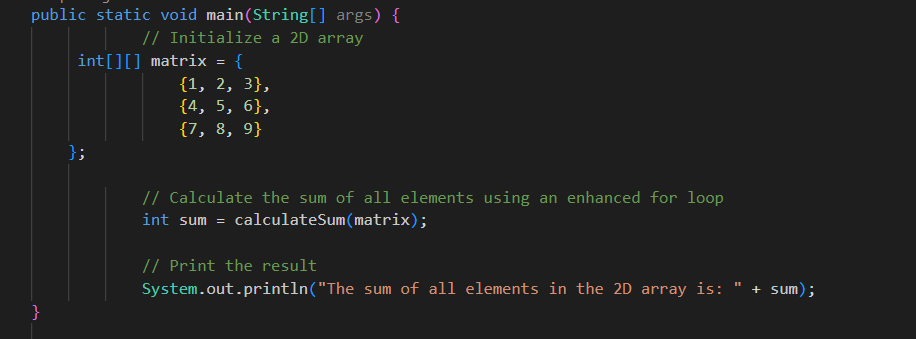 public static void main(String[] args) {
// Initialize a 2D array
int[][] matrix = {
{1, 2, 3},
{4, 5, 6},
{7, 8, 9}
};
// Calculate the sum of all elements using an enhanced for loop
int sum = calculateSum(matrix);
// Print the result
System.out.println("The sum of all elements in the 2D array is: " + sum);
}